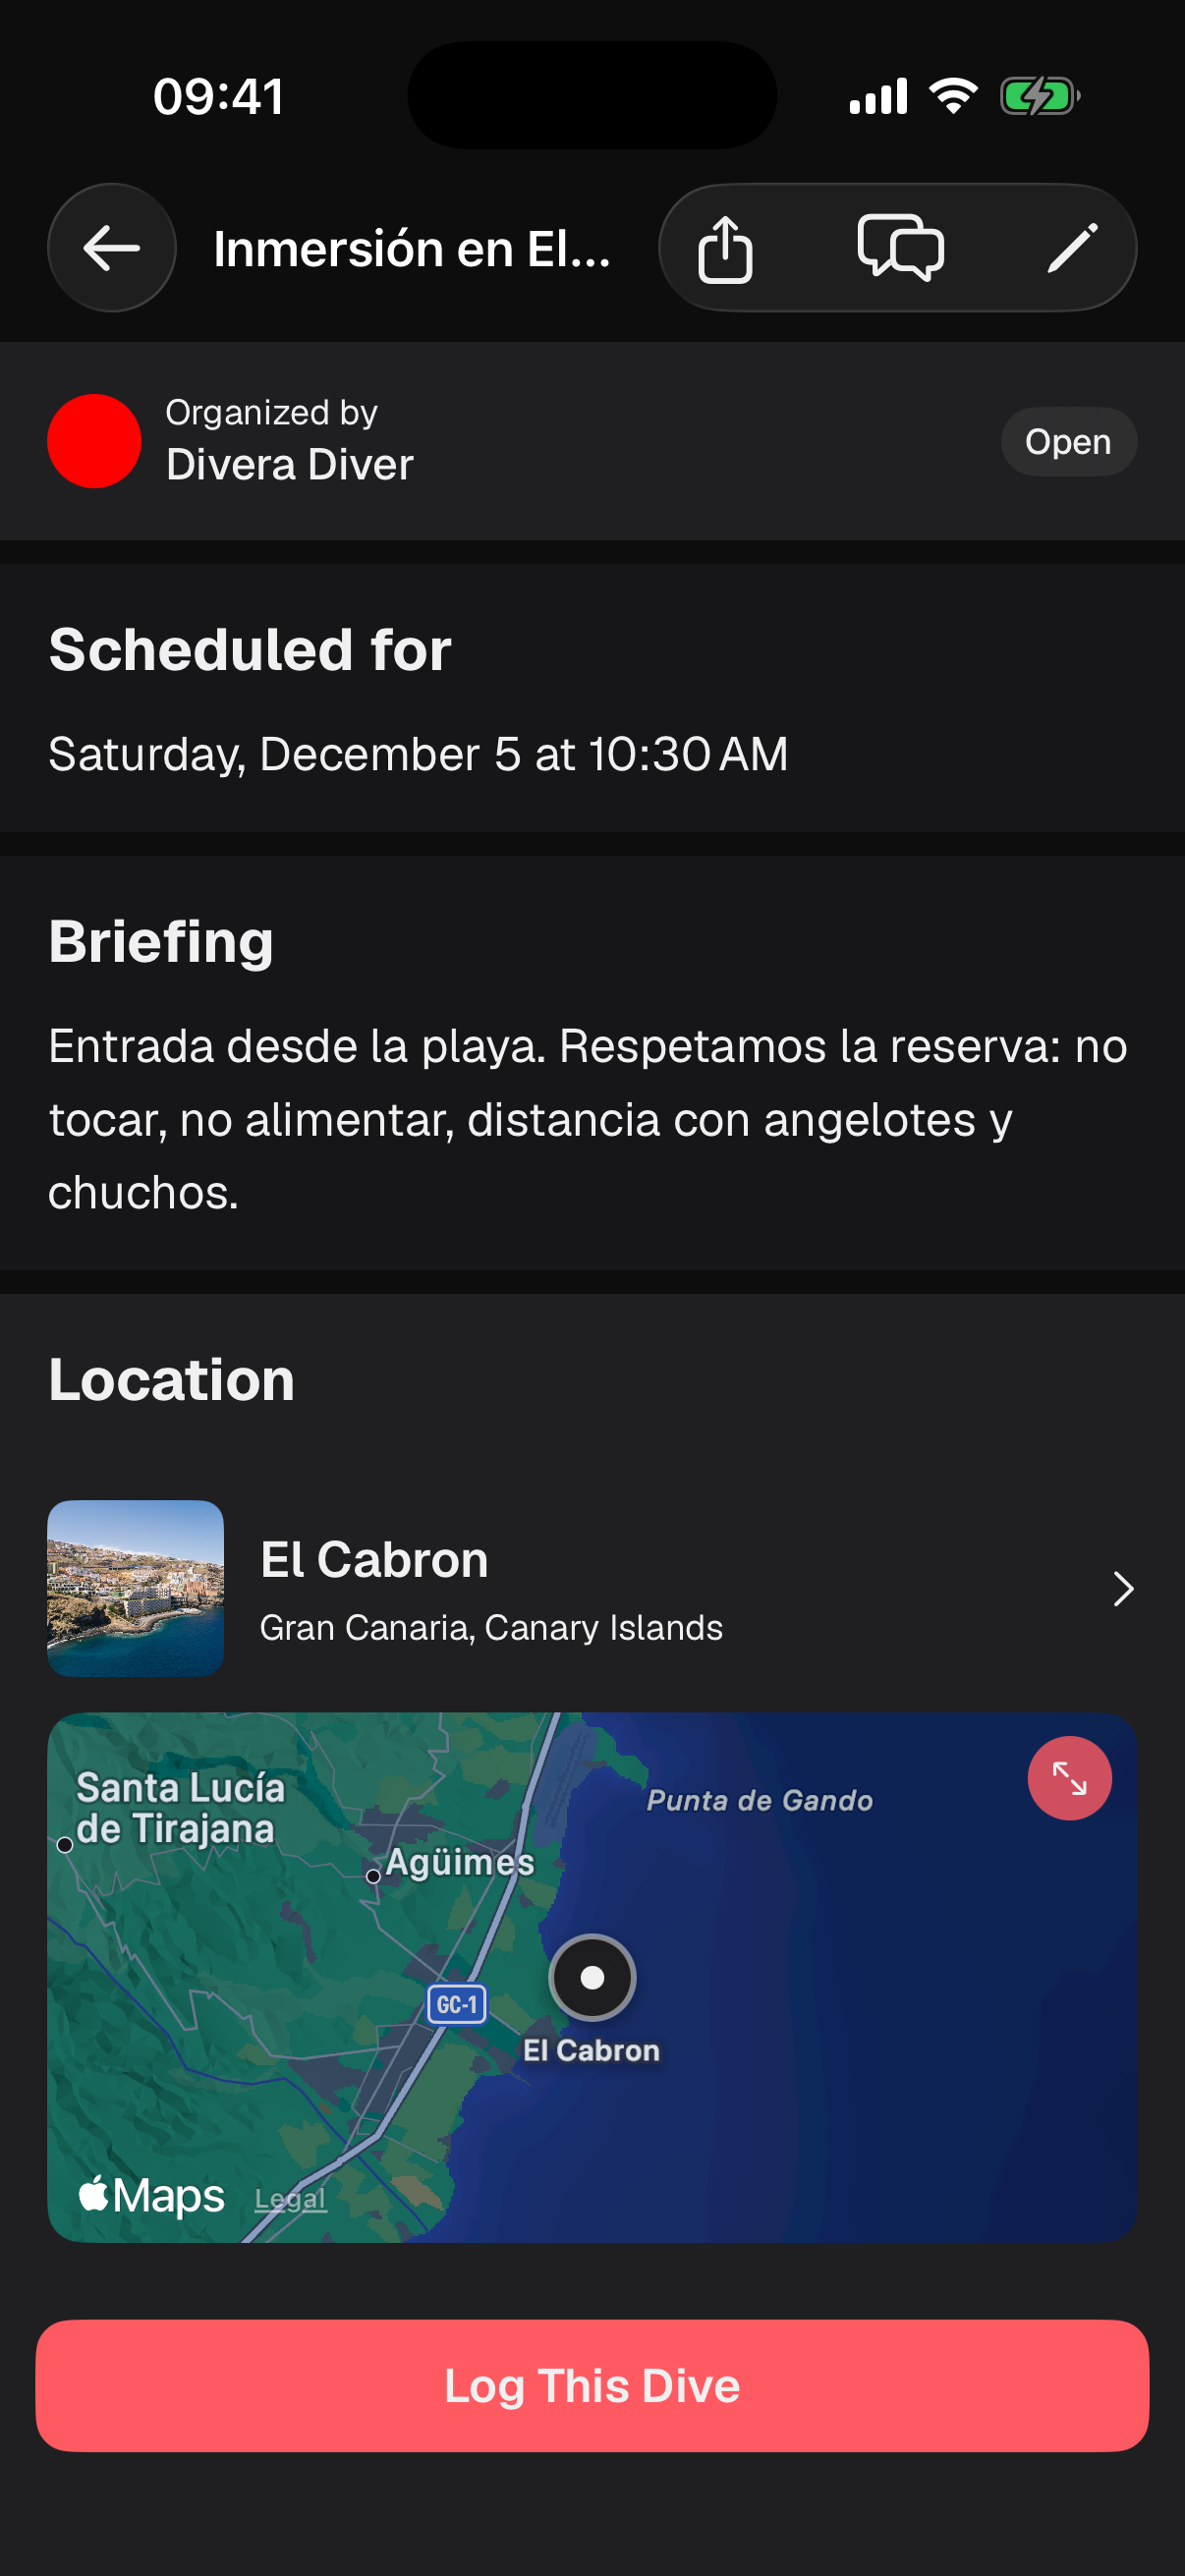 09:41
Inmersión en El...
Organized by
Divera Diver
Open
Scheduled for
Saturday, December 5 at 10:30 AM
Briefing
Entrada desde la playa. Respetamos la reserva: no
tocar, no alimentar, distancia con angelotes y
chuchos.
Location
El Cabron
Gran Canaria, Canary Islands
Santa Lucía
de Tirajana
Punta de Gando
Agüimes
GC-1
El Cabron
Maps
Legal
Log This Dive